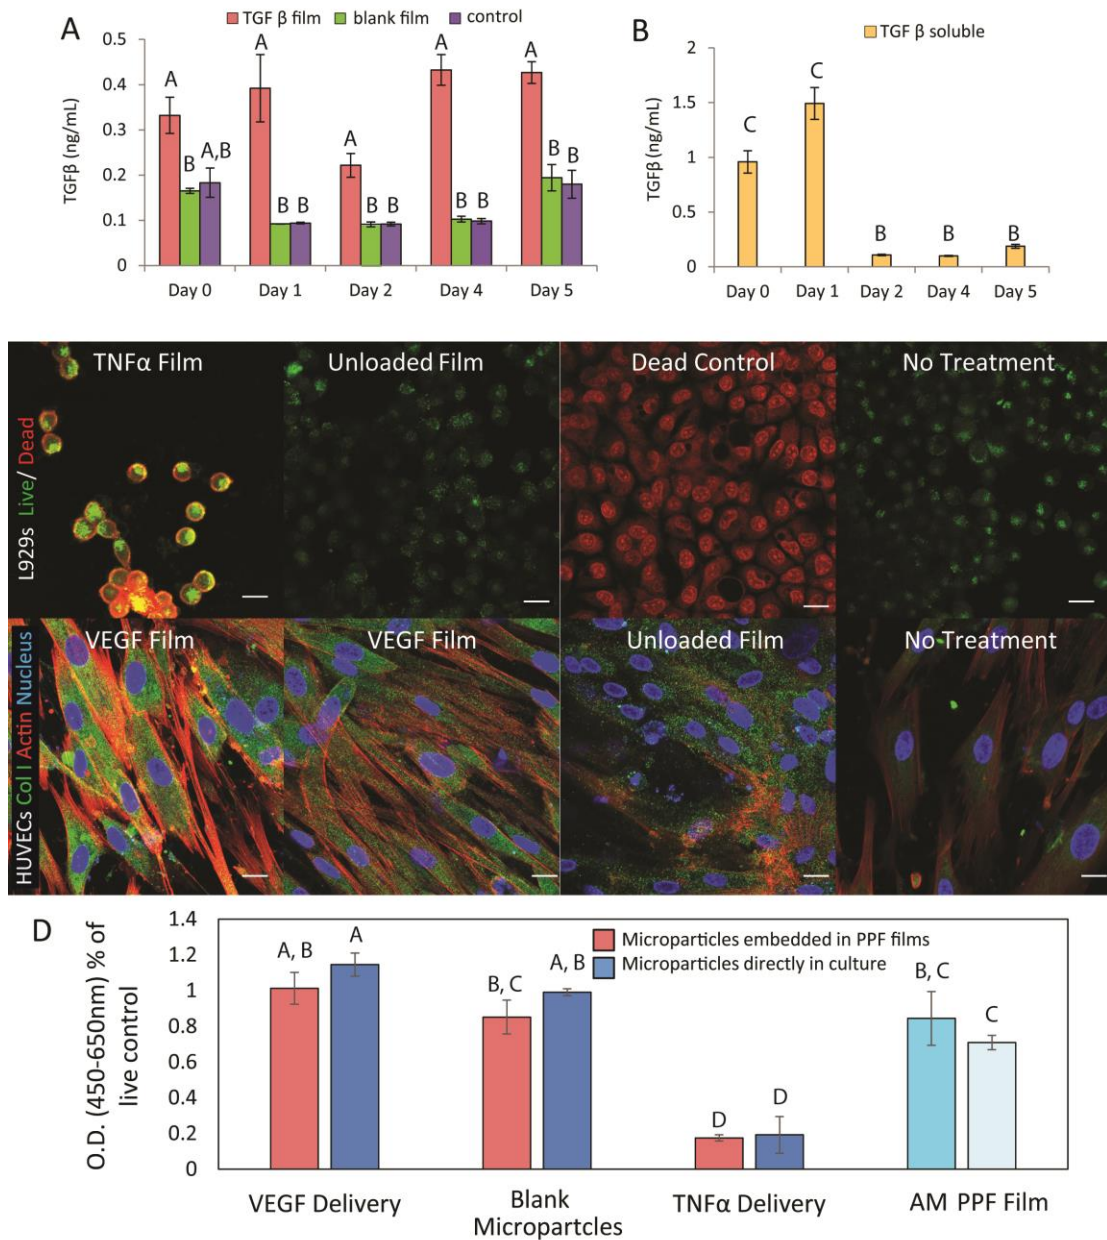 A
TGF β film
blank film
control
TGFβ (ng/mL)
0.5
0.4
0.3
0.2
0.1
0
A
B
A,B
A
B B
A
B B
A
B B
A
B B
Day 0 Day 1 Day 2 Day 4 Day 5
B
TGF β soluble
TGFβ (ng/mL)
2
1.5
1
0.5
0
C
C
B
B
B
Day 0 Day 1 Day 2 Day 4 Day 5
L929s Live/ Dead
TNFα Film
Unloaded Film
Dead Control
No Treatment
HUVECs Col I Actin Nucleus
VEGF Film
VEGF Film
Unloaded Film
No Treatment
D
O.D. (450-650nm) % of
live control
1.4
1.2
1
0.8
0.6
0.4
0.2
0
Microparticles embedded in PPF films
Microparticles directly in culture
A, B
A
B, C
A, B
D
D
B, C
C
VEGF Delivery
Blank
Micropartcles
TNFα Delivery
AM PPF Film